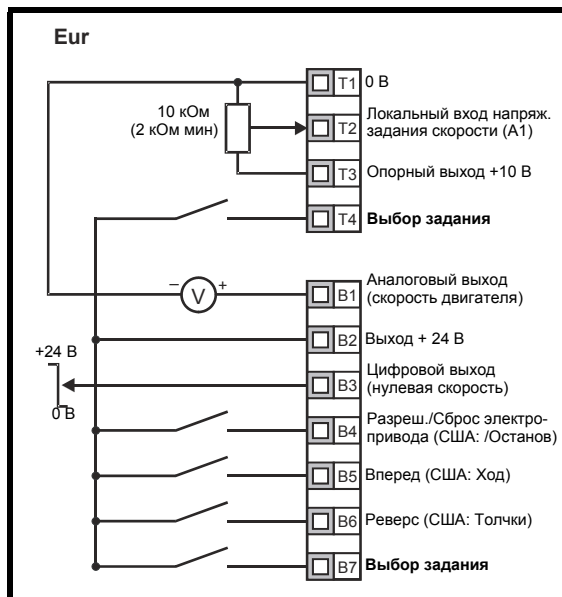 Eur
T1 0 В
10 кОм
(2 кОм мин)
T2 Локальный вход напряж.
задания скорости (А1)
T3 Опорный выход +10 В
T4 Выбор задания
– V +
B1 Аналоговый выход
(скорость двигателя)
B2 Выход + 24 В
+24 В
0 В
B3 Цифровой выход
(нулевая скорость)
B4 Разреш./Сброс электро-
привода (США: /Останов)
B5 Вперед (США: Ход)
B6 Реверс (США: Толчки)
B7 Выбор задания